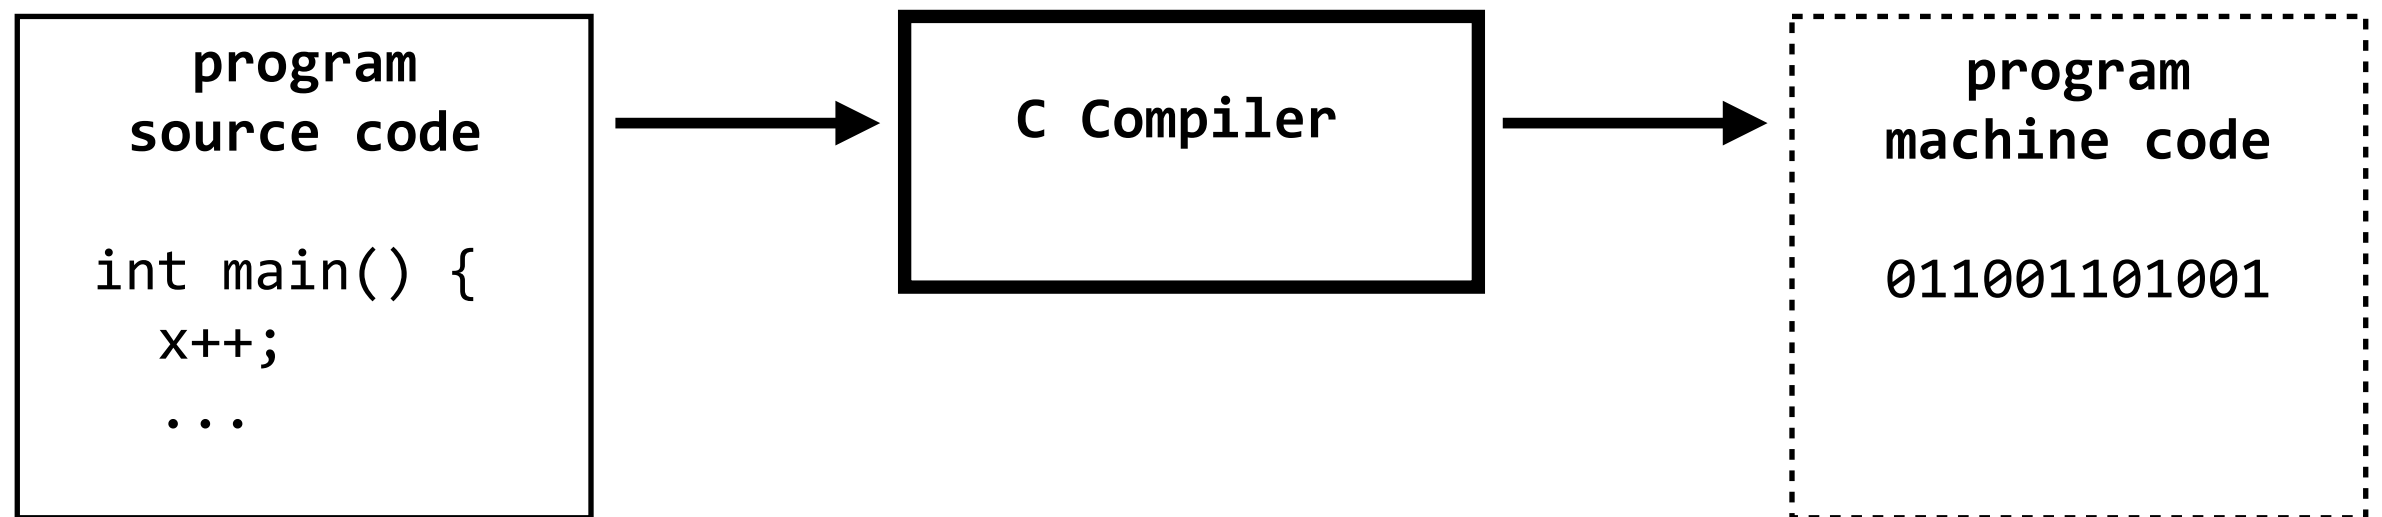 program
source code
int main() {
x++;
...
C Compiler
program
machine code
011001101001